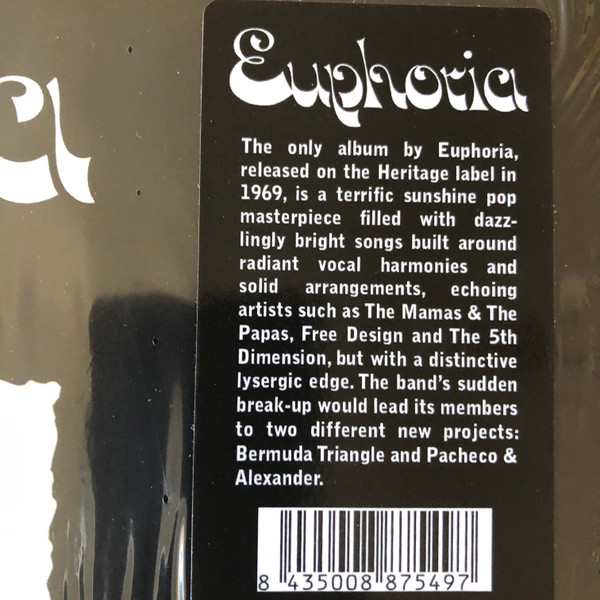 Euphoria
The only album by Euphoria,
released on the Heritage label in
1969, is a terrific sunshine pop
masterpiece filled with dazz-
lingly bright songs built around
radiant vocal harmonies and
solid arrangements, echoing
artists such as The Mamas & The
Papas, Free Design and The 5th
Dimension, but with a distinctive
lysergic edge. The band's sudden
break-up would lead its members
to two different new projects:
Bermuda Triangle and Pacheco &
Alexander.
8 435008 875497